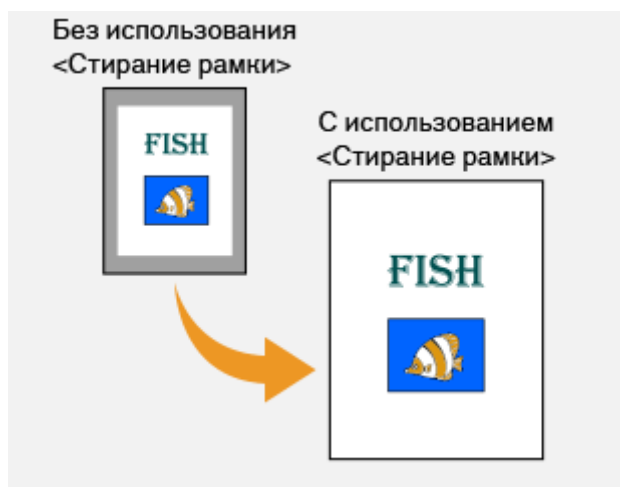 Без использования
<Стирание рамки>
FISH
С использованием
<Стирание рамки>
FISH